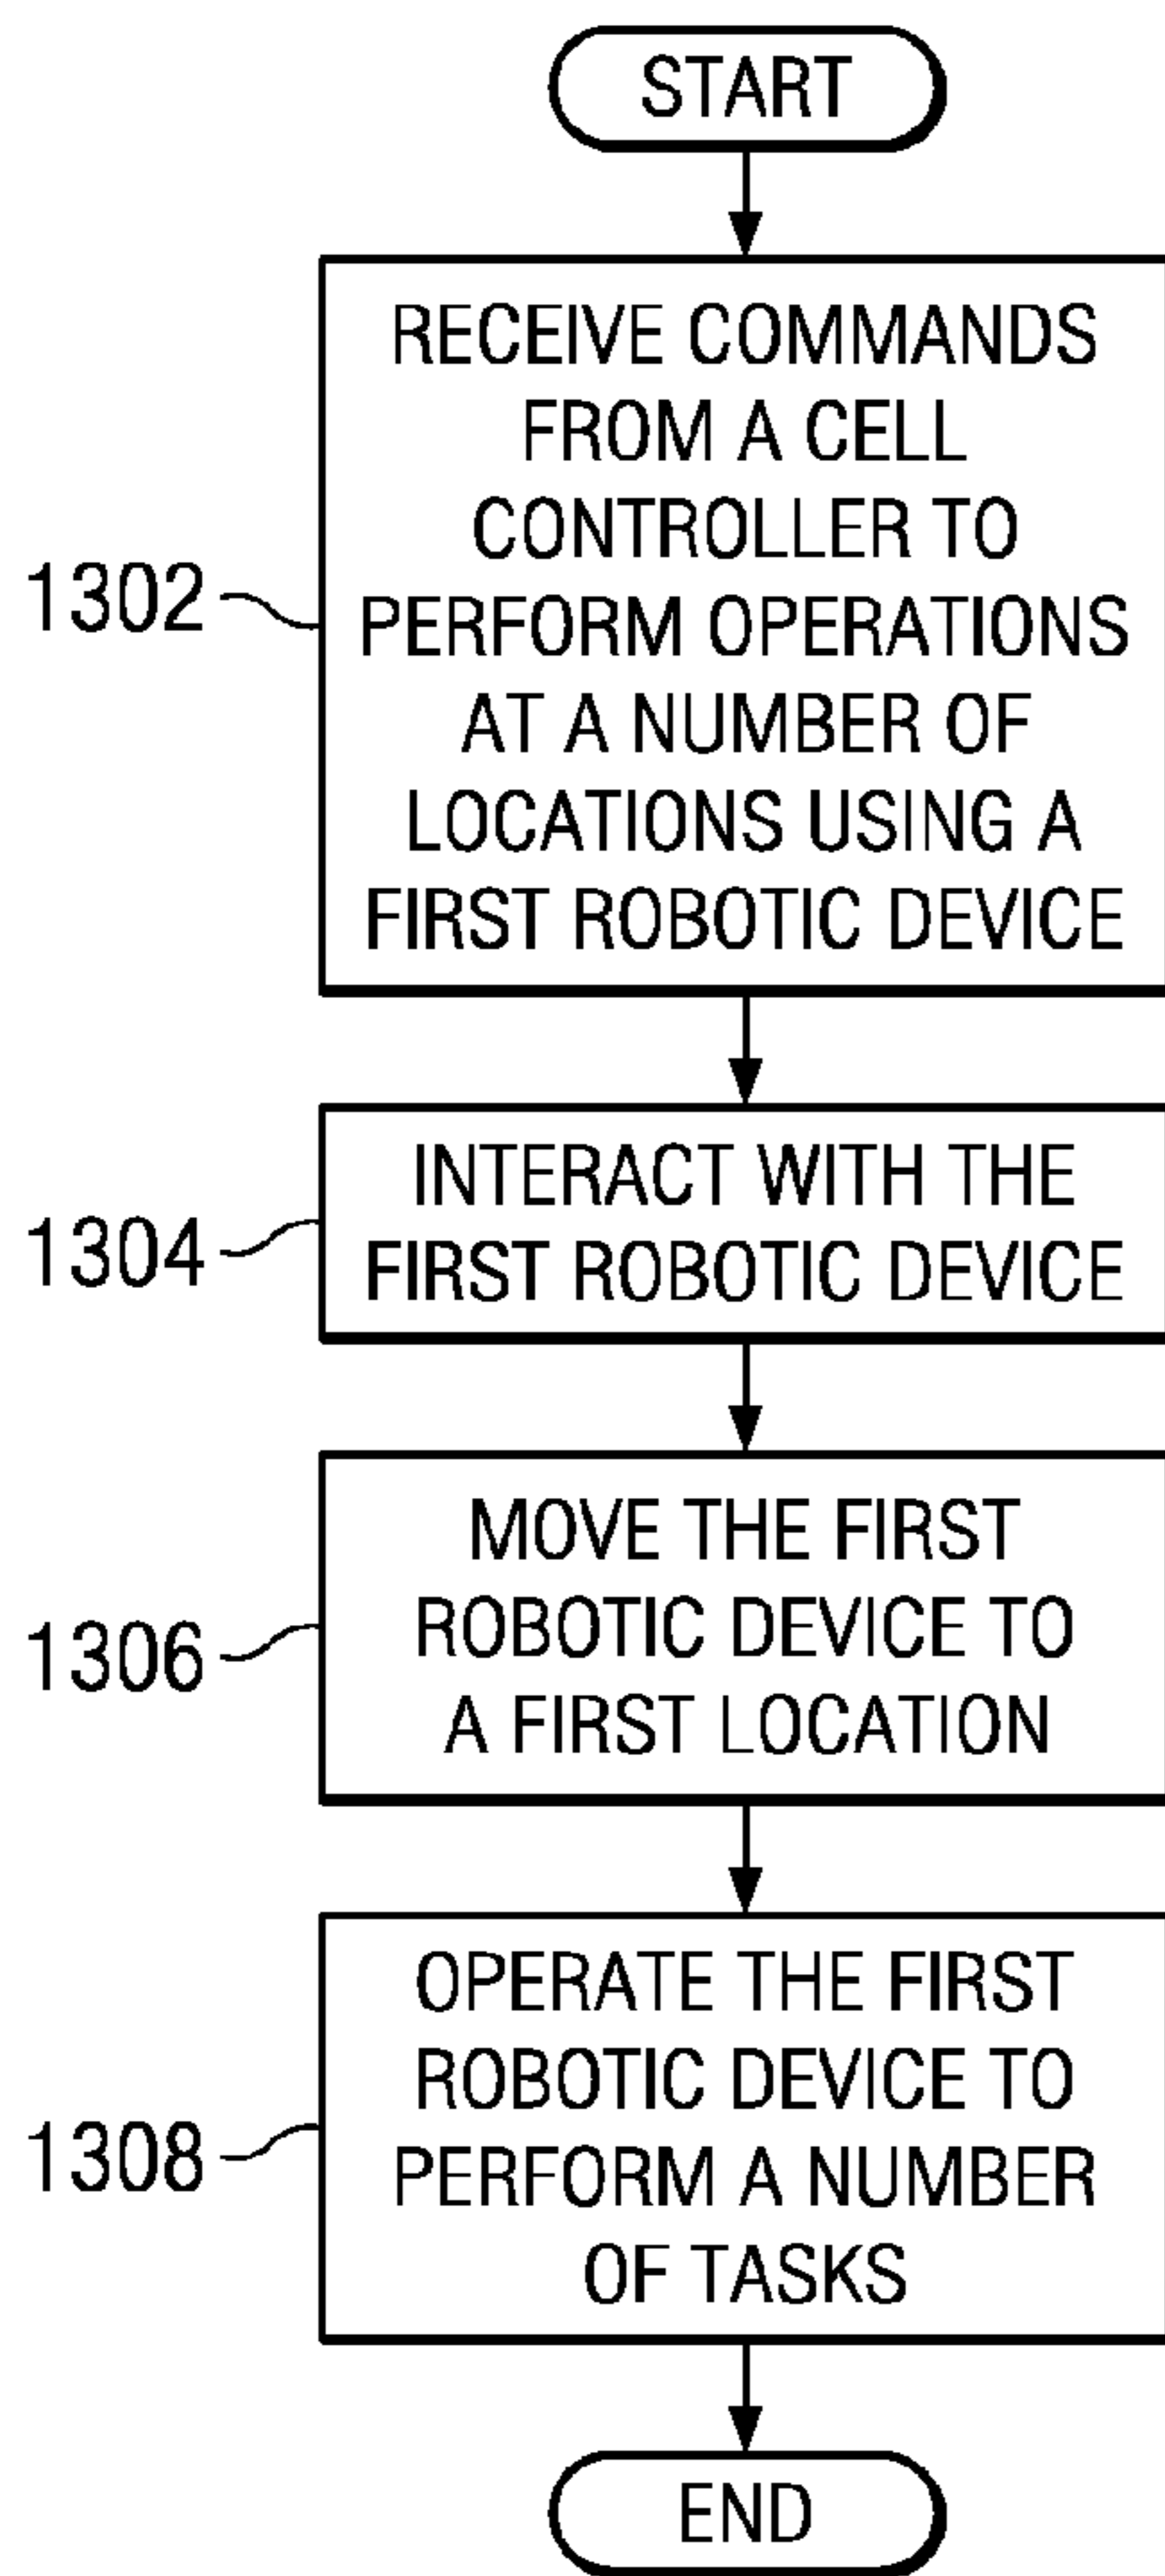 START
RECEIVE COMMANDS
FROM A CELL
CONTROLLER TO
PERFORM OPERATIONS
AT A NUMBER OF
LOCATIONS USING A
FIRST ROBOTIC DEVICE
1302
INTERACT WITH THE
FIRST ROBOTIC DEVICE
1304
MOVE THE FIRST
ROBOTIC DEVICE TO
A FIRST LOCATION
1306
OPERATE THE FIRST
ROBOTIC DEVICE TO
PERFORM A NUMBER
OF TASKS
1308
END